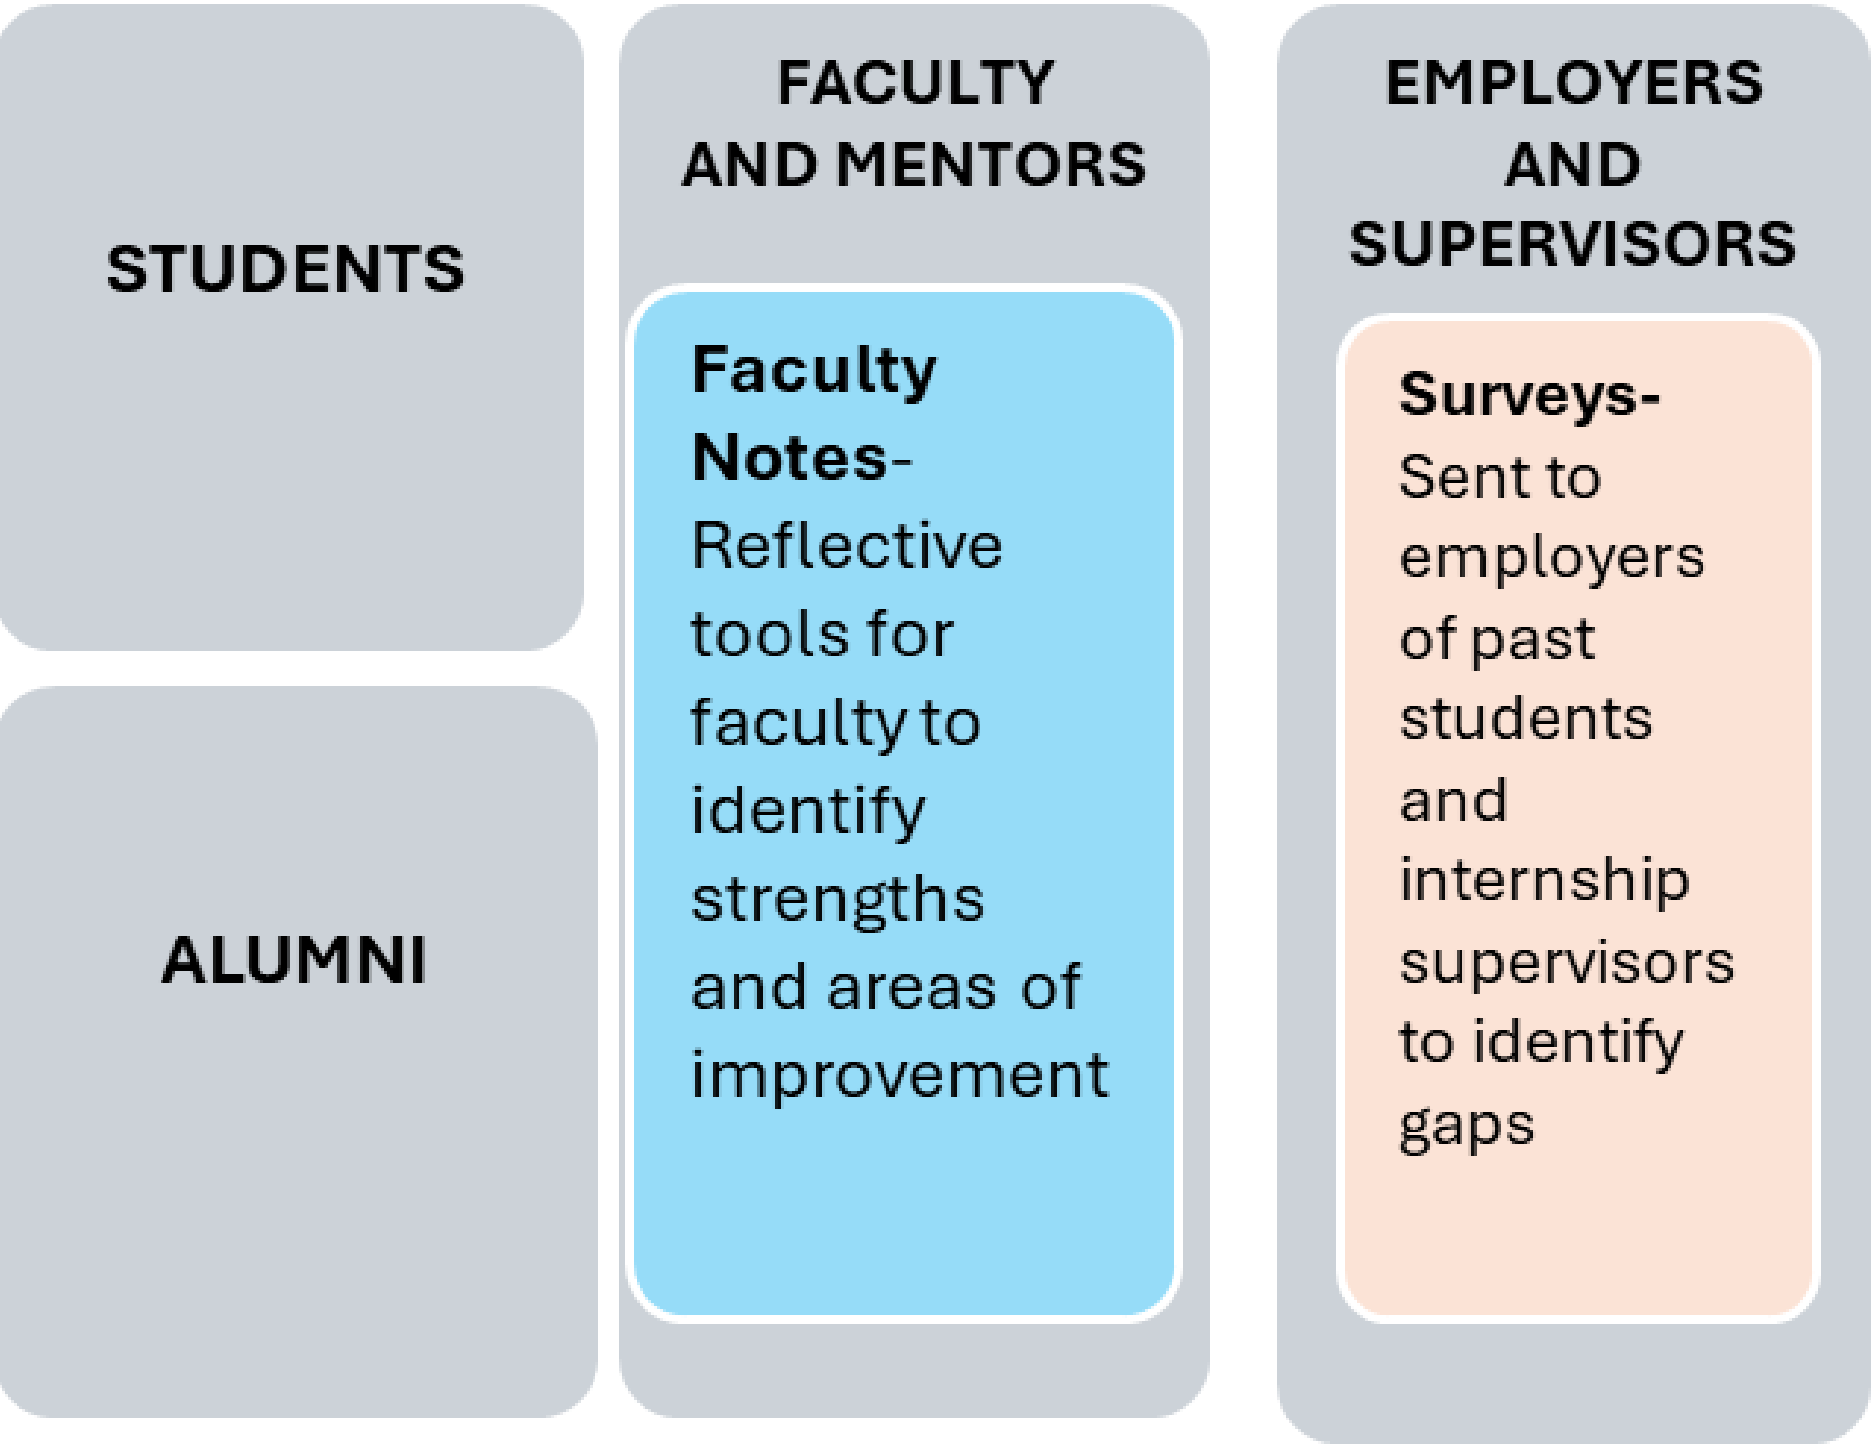 STUDENTS
ALUMNI
FACULTY
AND MENTORS
Faculty
Notes-
Reflective
tools for
faculty to
identify
strengths
and areas of
improvement
EMPLOYERS
AND
SUPERVISORS
Surveys-
Sent to
employers
of past
students
and
internship
supervisors
to identify
gaps